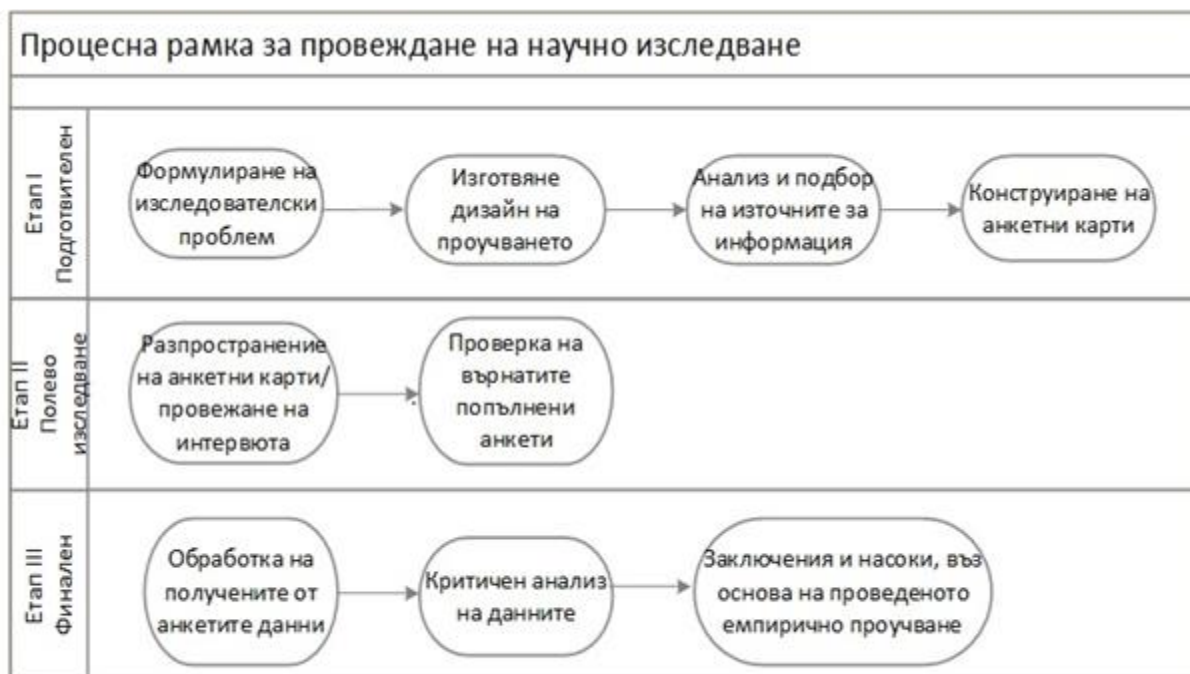 Процесна рамка за провеждане на научно изследване
Етап I
Подготвителен
Формулиране на
изследователски
проблем
Изготвяне
дизайн на
проучването
Анализ и подбор
на източните за
информация
Конструиране на
анкетни карти
Етап II
Полево
изследване
Разпространение
на анкетни карти/
провежане на
интервюта
Проверка на
върнатите
попълнени
анкети
Етап III
Финален
Обработка на
получените от
анкетите данни
Критичен анализ
на данните
Заключения и насоки, въз
основа на проведеното
емпирично проучване